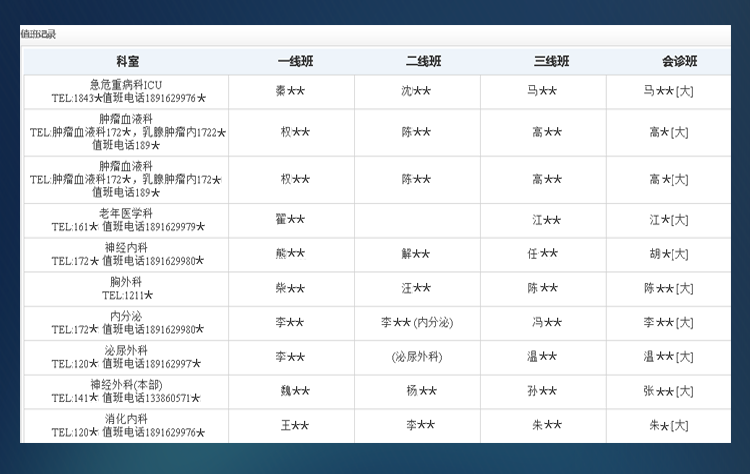 值班记录
科室 一线班 二线班 三线班 会诊班
急危重病科ICU
TEL:1843★值班电话1891629976★ 秦★★ 沈★★ 马★★ 马★★[大]
肿瘤血液科
TEL:肿瘤血液科172★，乳腺肿瘤内1722★ 权★★ 陈★★ 高★★ 高★[大]
值班电话189★
肿瘤血液科
TEL:肿瘤血液科172★，乳腺肿瘤内172★ 权★★ 陈★★ 高★★ 高★[大]
值班电话189★
老年医学科
TEL:161★ 值班电话1891629979★ 翟★★ 江★★ 江★[大]
神经内科
TEL:172★ 值班电话1891629980★ 熊★★ 解★★ 任★★ 胡★[大]
胸外科
TEL:1211★ 柴★★ 汪★★ 陈★★ 陈★★[大]
内分泌
TEL:172★ 值班电话1891629980★ 李★★ 李★★(内分泌) 冯★★ 李★★[大]
泌尿外科
TEL:120★ 值班电话189162997★ 李★★ (泌尿外科) 温★★ 温★★[大]
神经外科(本部)
TEL:141★ 值班电话133860571★ 魏★★ 杨★★ 孙★★ 张★★[大]
消化内科
TEL:120★ 值班电话1891629976★ 王★★ 李★★ 朱★★ 朱★[大]